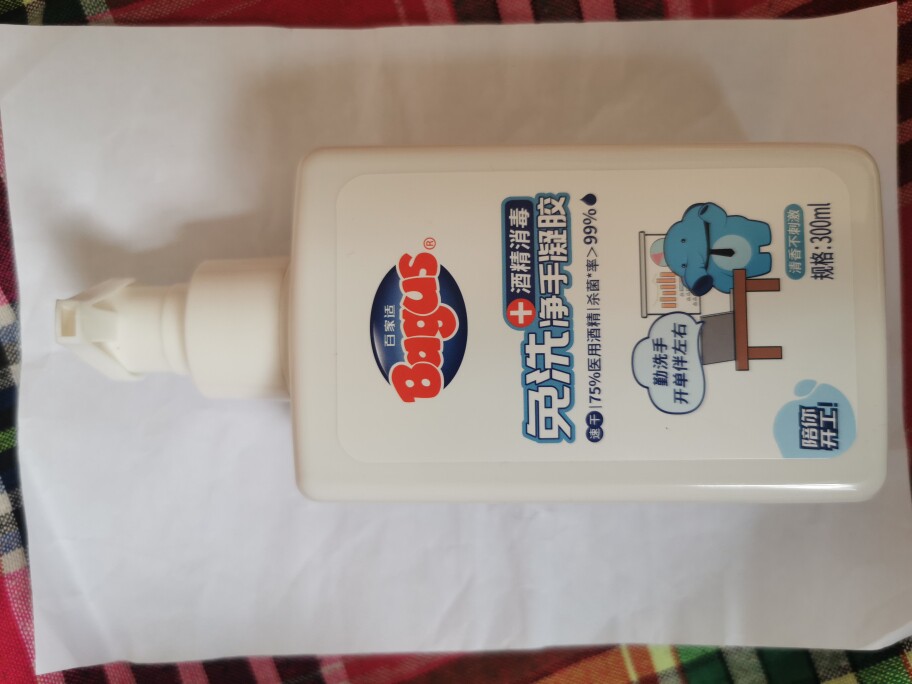 百家适
Bagus®
酒精消毒
免洗净手凝胶
速干|75%医用酒精|杀菌*率>99%
勤洗手
开单伴左右
陪你
开工!
清香不刺激
规格:300ml